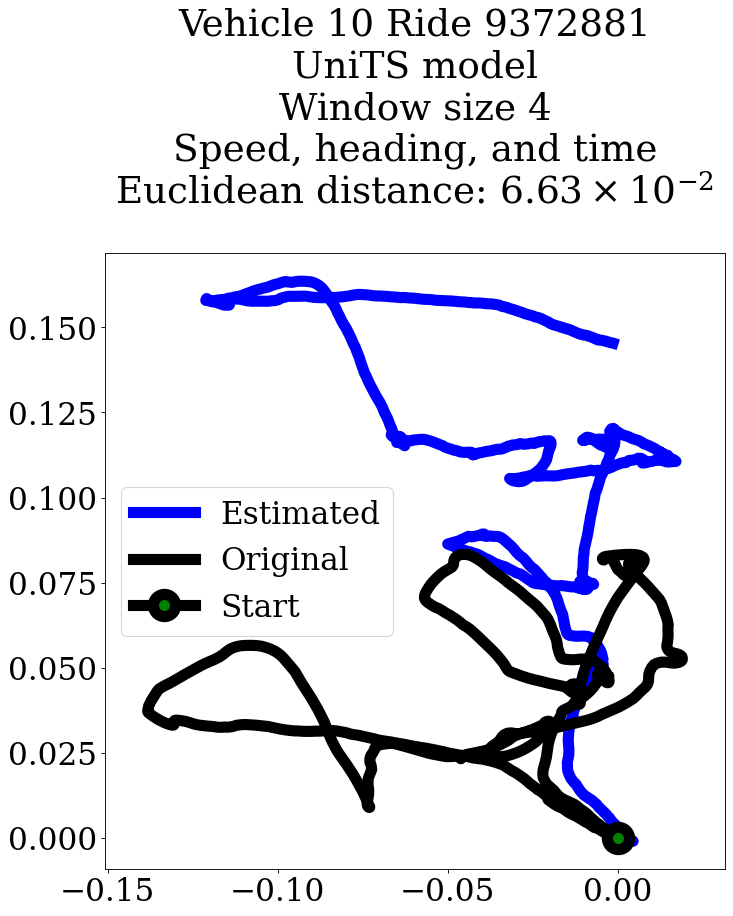 Vehicle 10 Ride 9372881
UniTS model
Window size 4
Speed, heading, and time
Euclidean distance: 6.63 × 10⁻²
0.150
0.125
0.100
0.075
0.050
0.025
0.000
Estimated
Original
Start
−0.15 −0.10 −0.05 0.00